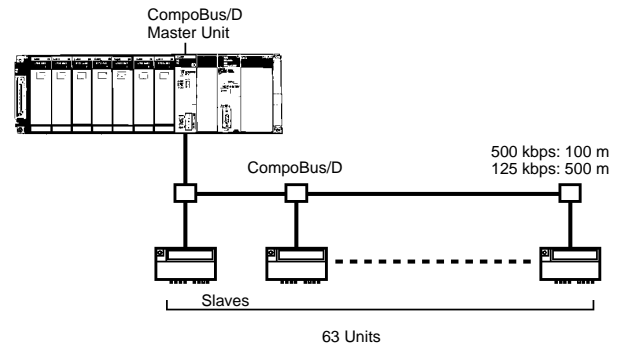 CompoBus/D
Master Unit
CompoBus/D
500 kbps: 100 m
125 kbps: 500 m
Slaves
63 Units